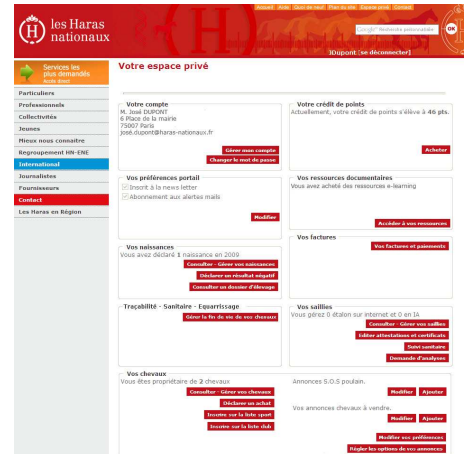 Accueil Aide Quoi de neuf Plan du site Espace privé Contact
les Haras
nationaux
Google Recherche personnalisée
OK
JDupont [se déconnecter]
Services les
plus demandés
Accès direct
Votre espace privé
Particuliers
Professionnels
Collectivités
Jeunes
Mieux nous connaitre
Regroupement HN-ENE
International
Journalistes
Fournisseurs
Contact
Les Haras en Région
Votre compte
M. José DUPONT
6 Place de la mairie
75007 Paris
josé.dupont@haras-nationaux.fr
Gérer mon compte
Changer le mot de passe
Votre crédit de points
Actuellement, votre crédit de points s'élève à 46 pts.
Acheter
Vos préférences portail
Inscrit à la news letter
Abonnement aux alertes mails
Modifier
Vos ressources documentaires
Vous avez acheté des ressources e-learning
Accéder à vos ressources
Vos naissances
Vous avez déclaré 1 naissance en 2009
Consulter - Gérer vos naissances
Déclarer un résultat négatif
Consulter un dossier d'élevage
Vos factures
Vos factures et paiements
Traçabilité - Sanitaire - Equarrissage
Gérer la fin de vie de vos chevaux
Vos saillies
Vous gérez 0 étalon sur internet et 0 en IA
Consulter - Gérer vos saillies
Editer attestations et certificats
Suivi sanitaire
Demande d'analyses
Vos chevaux
Vous êtes propriétaire de 2 chevaux
Consulter - Gérer vos chevaux
Déclarer un achat
Inscrire sur la liste sport
Inscrire sur la liste club
Annonces S.O.S poulain.
Modifier Ajouter
Vos annonces chevaux à vendre.
Modifier Ajouter
Modifier vos préférences
Régler les options de vos annonces